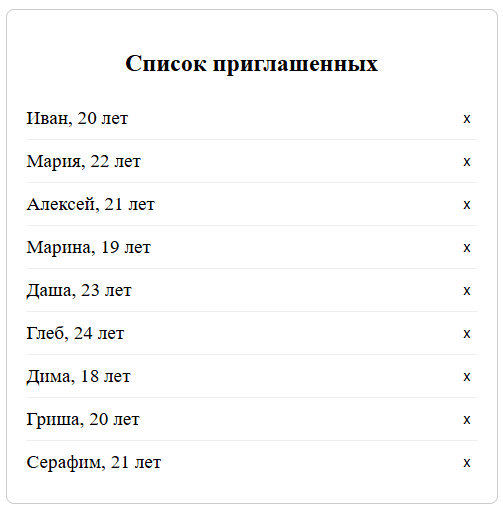 Список приглашенных
Иван, 20 лет x
Мария, 22 лет x
Алексей, 21 лет x
Марина, 19 лет x
Даша, 23 лет x
Глеб, 24 лет x
Дима, 18 лет x
Гриша, 20 лет x
Серафим, 21 лет x